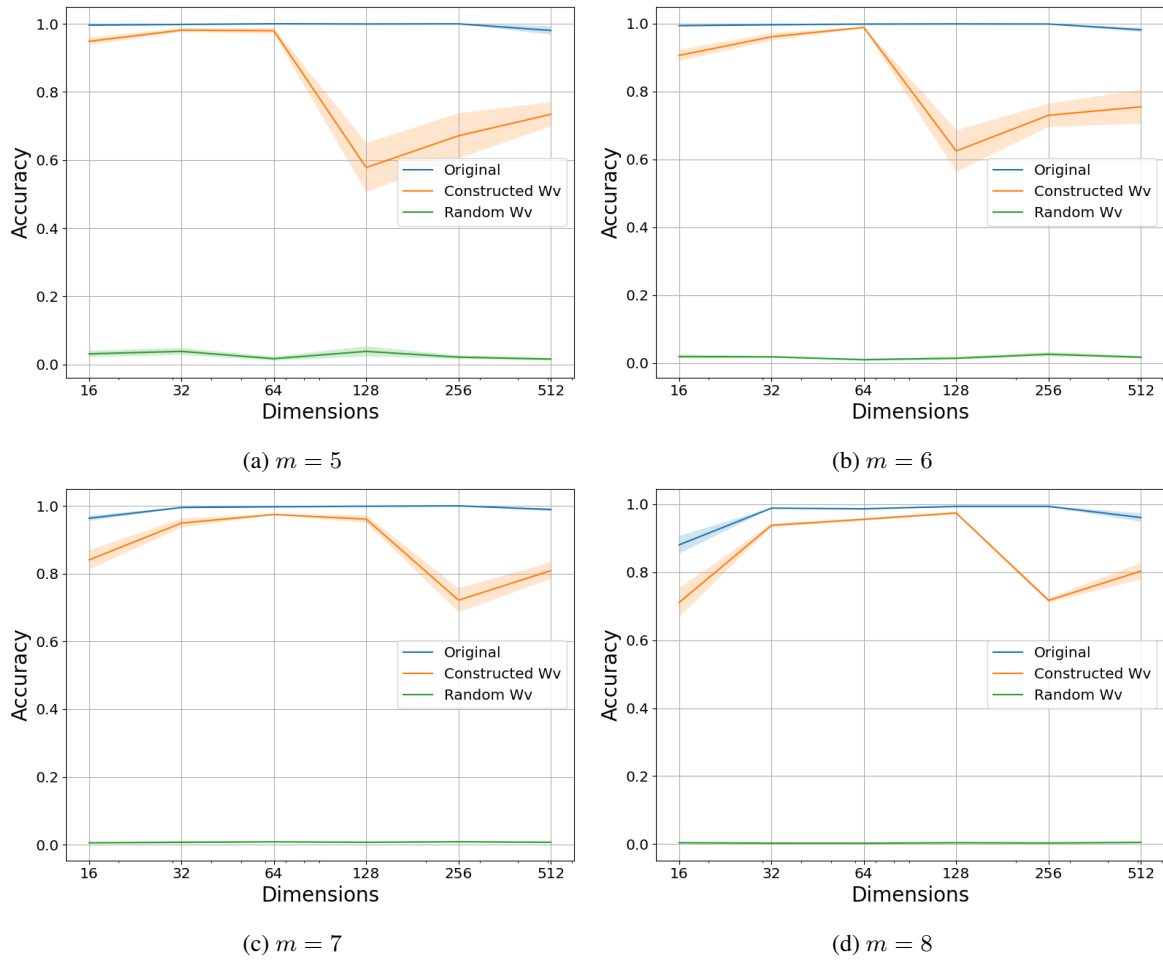 1.0
0.8
0.6
0.4
0.2
0.0
Accuracy
Original
Constructed Wv
Random Wv
16 32 64 128 256 512
Dimensions
(a) m = 5
1.0
0.8
0.6
0.4
0.2
0.0
Accuracy
Original
Constructed Wv
Random Wv
16 32 64 128 256 512
Dimensions
(b) m = 6
1.0
0.8
0.6
0.4
0.2
0.0
Accuracy
Original
Constructed Wv
Random Wv
16 32 64 128 256 512
Dimensions
(c) m = 7
1.0
0.8
0.6
0.4
0.2
0.0
Accuracy
Original
Constructed Wv
Random Wv
16 32 64 128 256 512
Dimensions
(d) m = 8